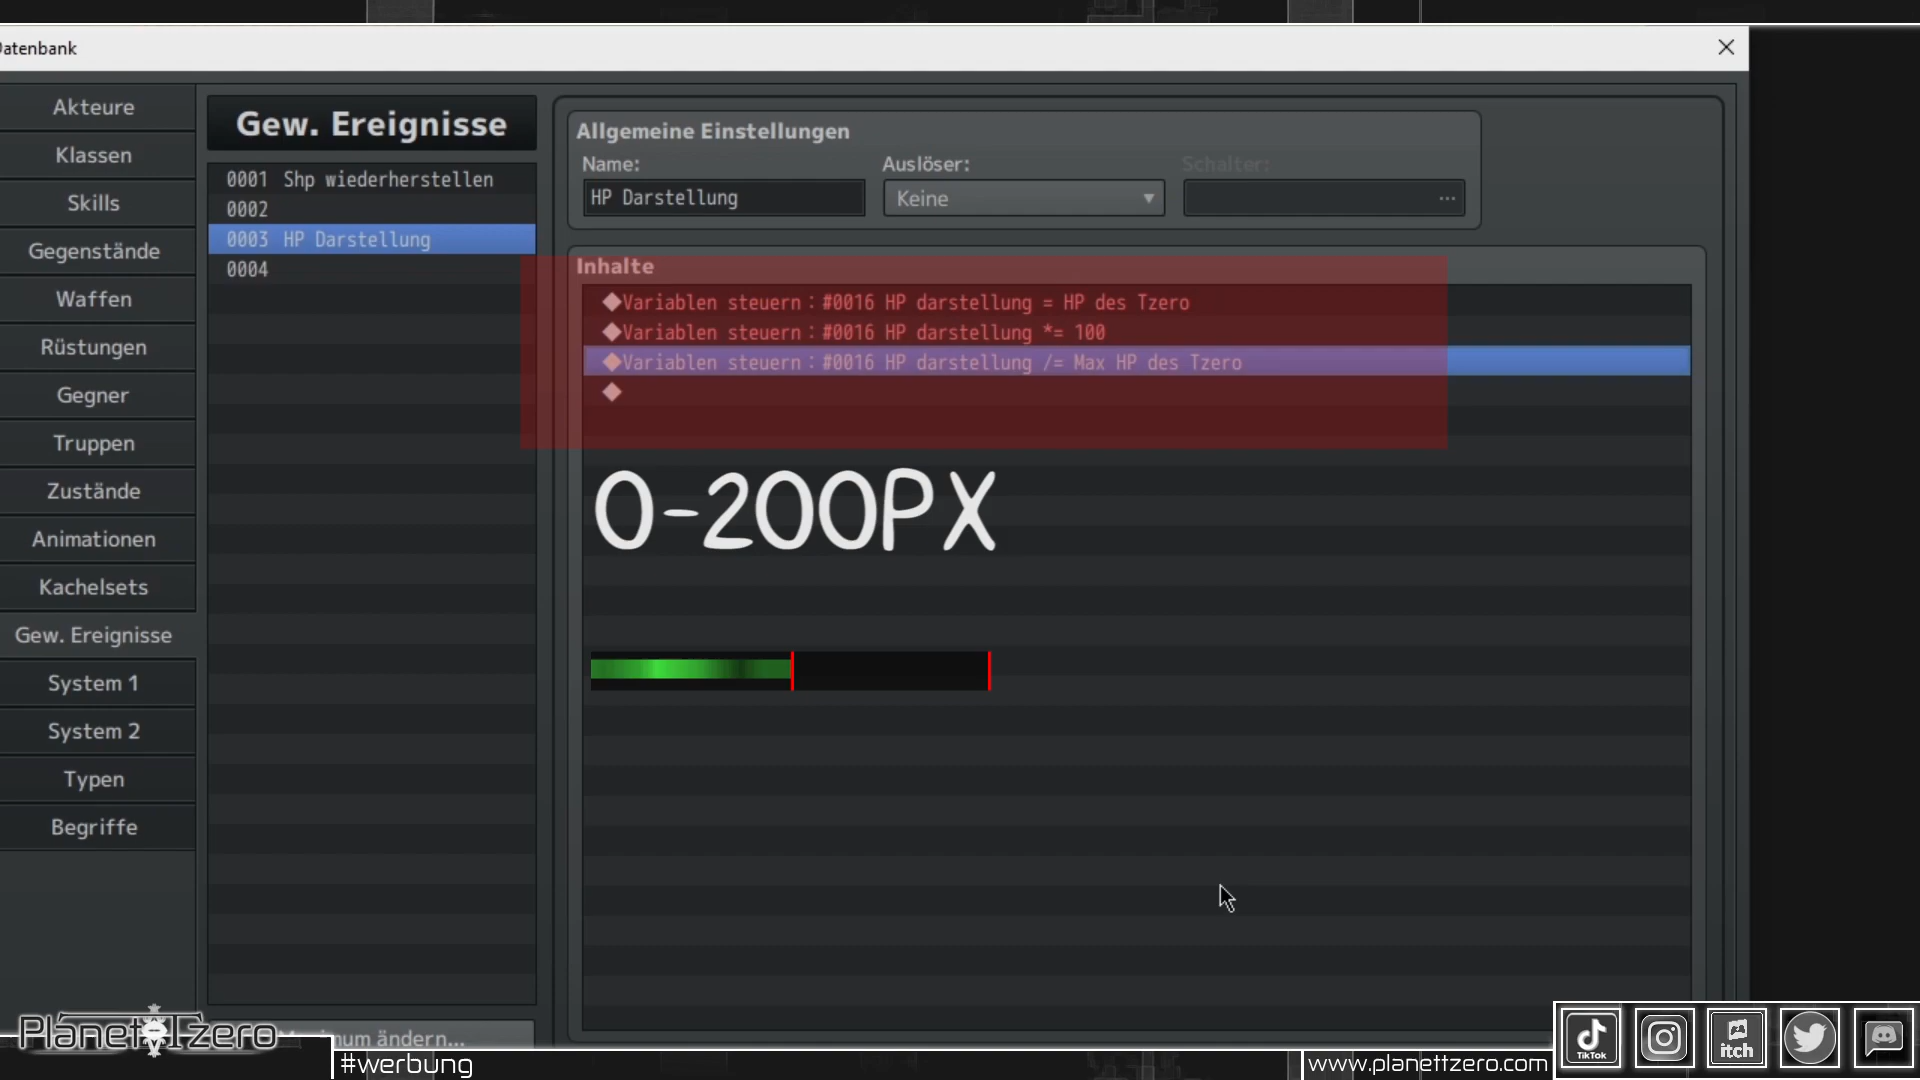 Datenbank
Akteure
Klassen
Skills
Gegenstände
Waffen
Rüstungen
Gegner
Truppen
Zustände
Animationen
Kachelsets
Gew. Ereignisse
System 1
System 2
Typen
Begriffe
Gew. Ereignisse
0001 Shp wiederherstellen
0002
0003 HP Darstellung
0004
Allgemeine Einstellungen
Name:
Auslöser:
Schalter:
HP Darstellung
Keine
...
Inhalte
◆Variablen steuern:#0016 HP darstellung = HP des Tzero
◆Variablen steuern:#0016 HP darstellung *= 100
◆Variablen steuern:#0016 HP darstellung /= Max HP des Tzero
◆
0-200PX
ändern...
PlanetTzero
#werbung
www.planettzero.com
TikTok
itch